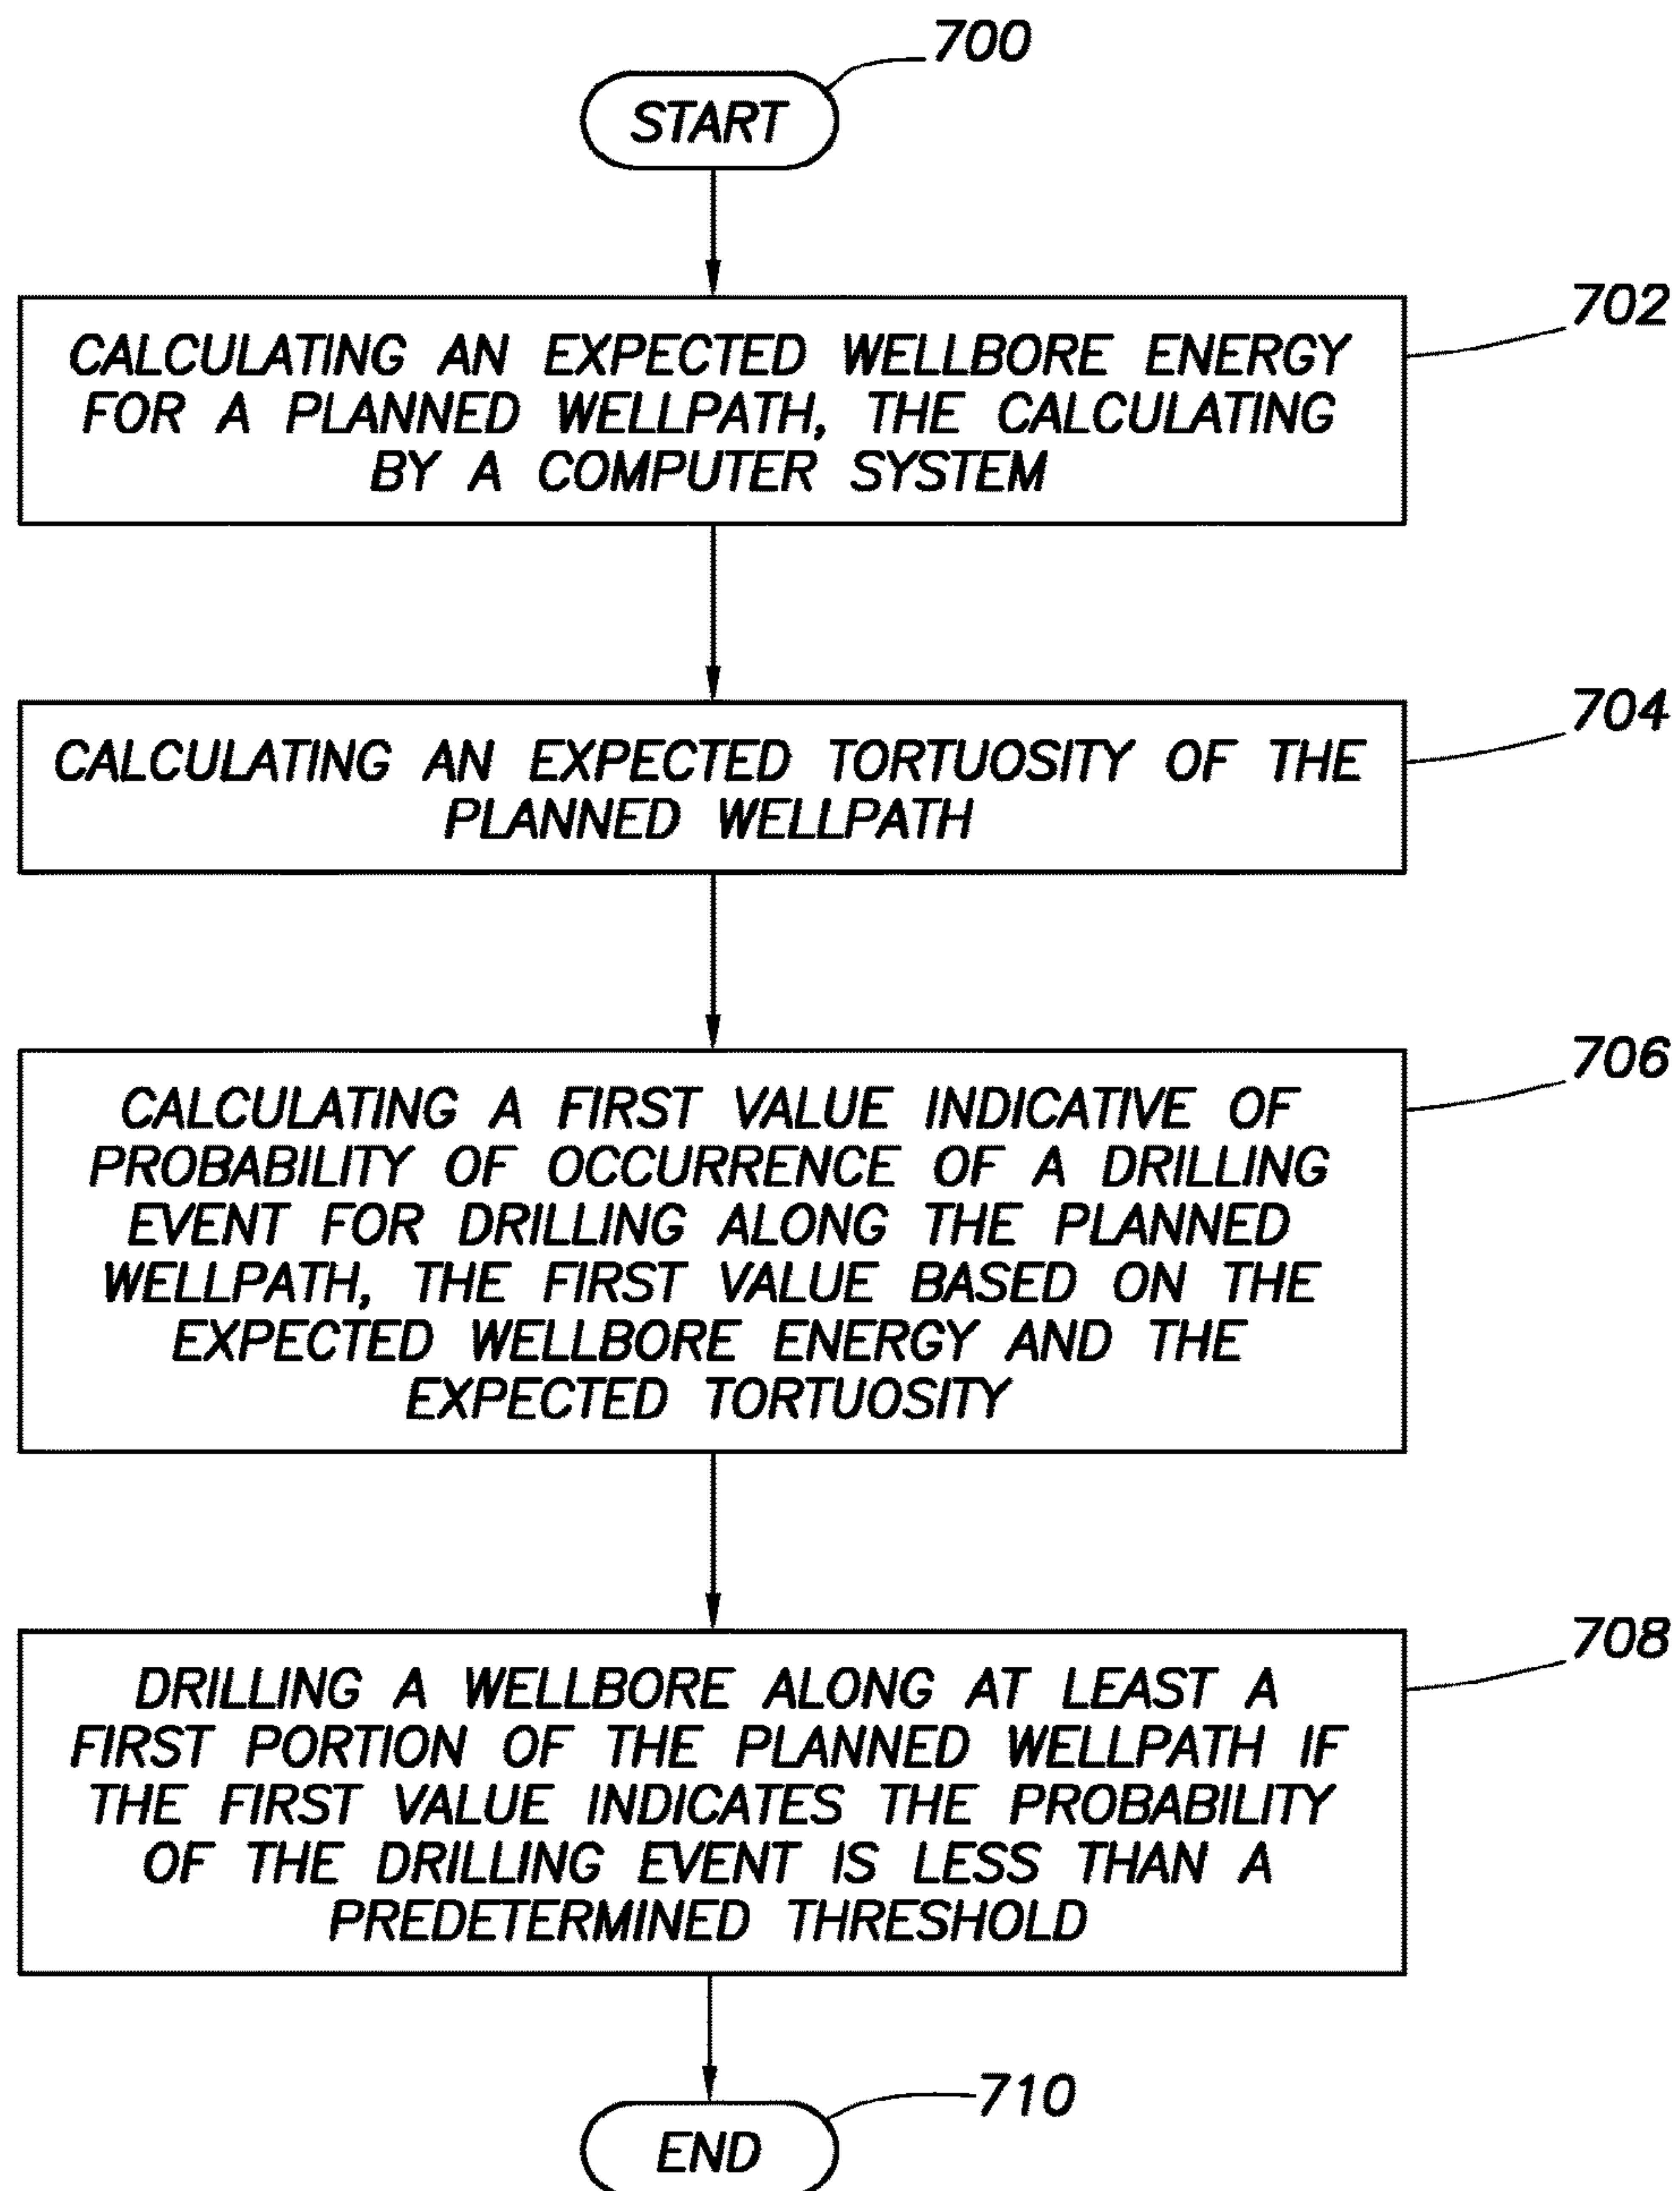 700
START
702
CALCULATING AN EXPECTED WELLBORE ENERGY
FOR A PLANNED WELLPATH, THE CALCULATING
BY A COMPUTER SYSTEM
704
CALCULATING AN EXPECTED TORTUOSITY OF THE
PLANNED WELLPATH
706
CALCULATING A FIRST VALUE INDICATIVE OF
PROBABILITY OF OCCURRENCE OF A DRILLING
EVENT FOR DRILLING ALONG THE PLANNED
WELLPATH, THE FIRST VALUE BASED ON THE
EXPECTED WELLBORE ENERGY AND THE
EXPECTED TORTUOSITY
708
DRILLING A WELLBORE ALONG AT LEAST A
FIRST PORTION OF THE PLANNED WELLPATH IF
THE FIRST VALUE INDICATES THE PROBABILITY
OF THE DRILLING EVENT IS LESS THAN A
PREDETERMINED THRESHOLD
710
END